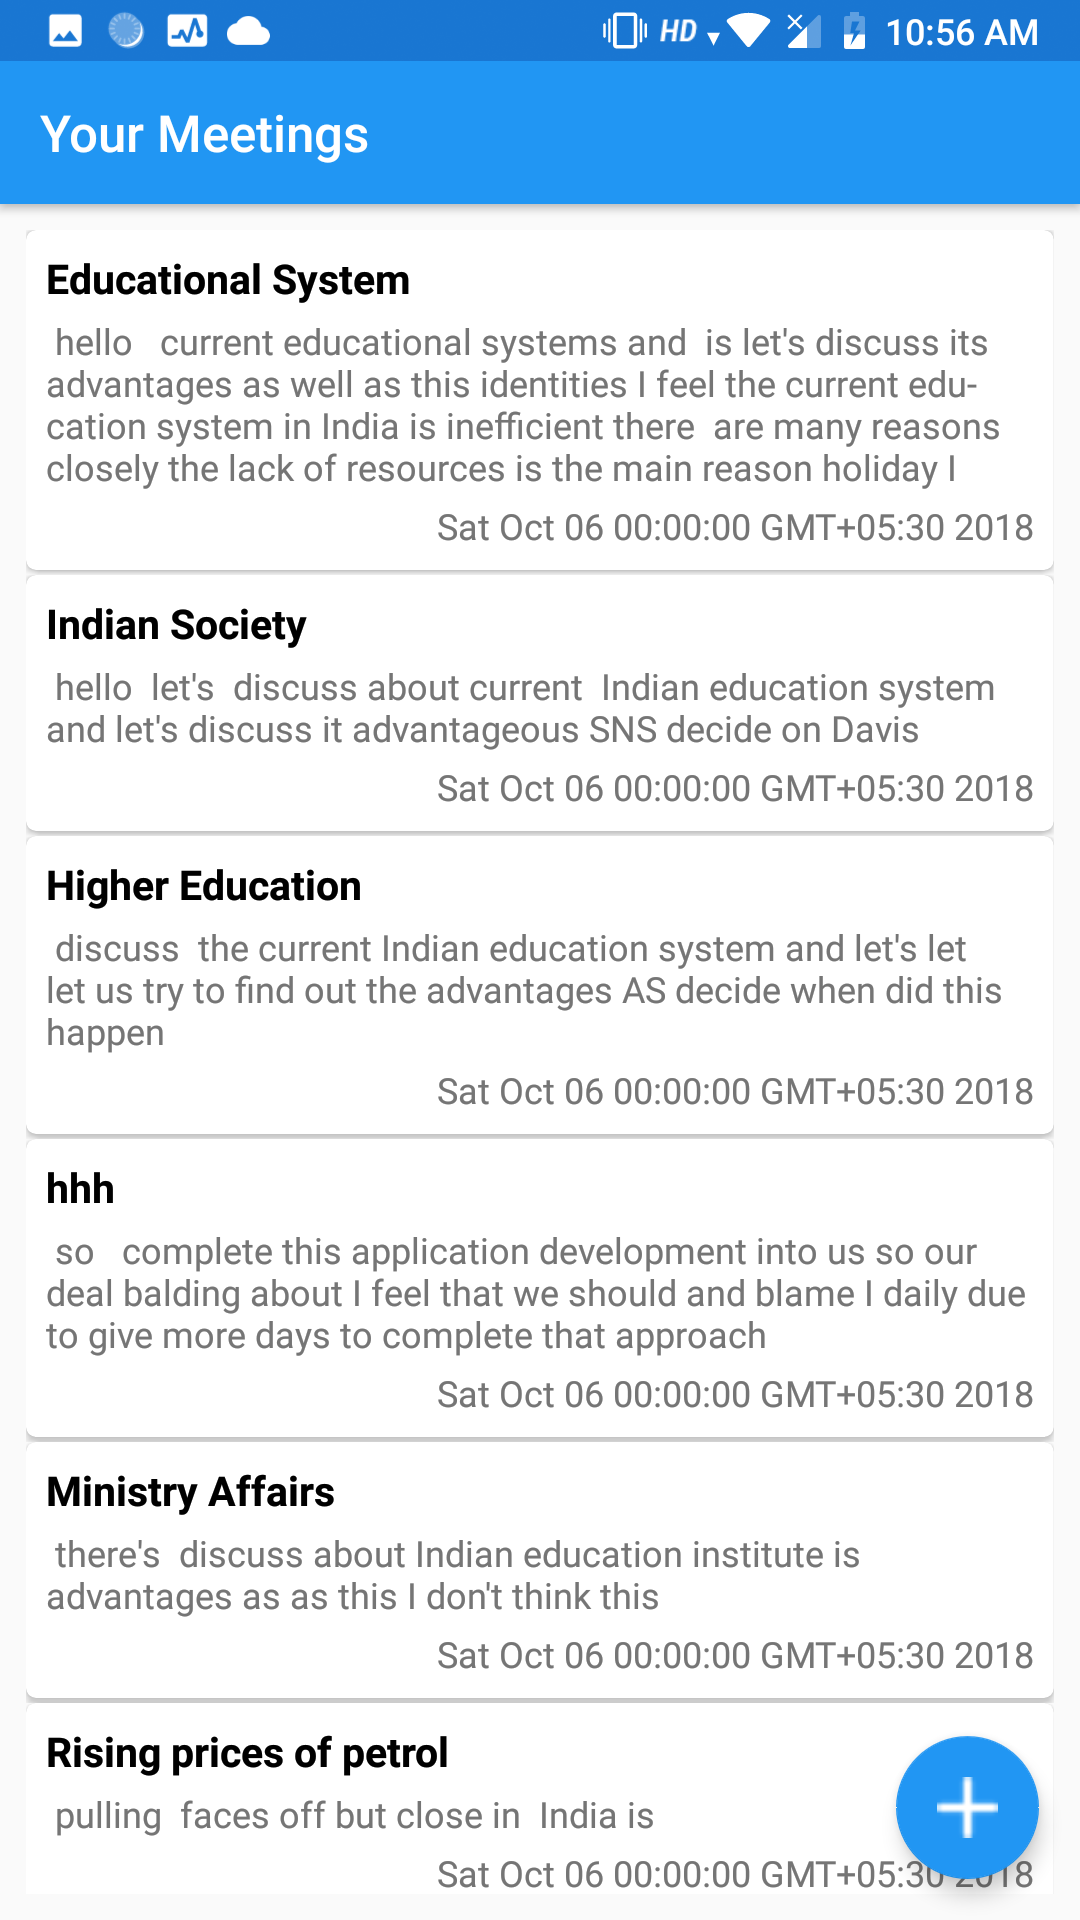 HD 10:56 AM
Your Meetings
Educational System
hello current educational systems and is let's discuss its
advantages as well as this identities I feel the current edu-
cation system in India is inefficient there are many reasons
closely the lack of resources is the main reason holiday I
Sat Oct 06 00:00:00 GMT+05:30 2018
Indian Society
hello let's discuss about current Indian education system
and let's discuss it advantageous SNS decide on Davis
Sat Oct 06 00:00:00 GMT+05:30 2018
Higher Education
discuss the current Indian education system and let's let
let us try to find out the advantages AS decide when did this
happen
Sat Oct 06 00:00:00 GMT+05:30 2018
hhh
so complete this application development into us so our
deal balding about I feel that we should and blame I daily due
to give more days to complete that approach
Sat Oct 06 00:00:00 GMT+05:30 2018
Ministry Affairs
there's discuss about Indian education institute is
advantages as as this I don't think this
Sat Oct 06 00:00:00 GMT+05:30 2018
Rising prices of petrol
pulling faces off but close in India is
Sat Oct 06 00:00:00 GMT+05:30 2018